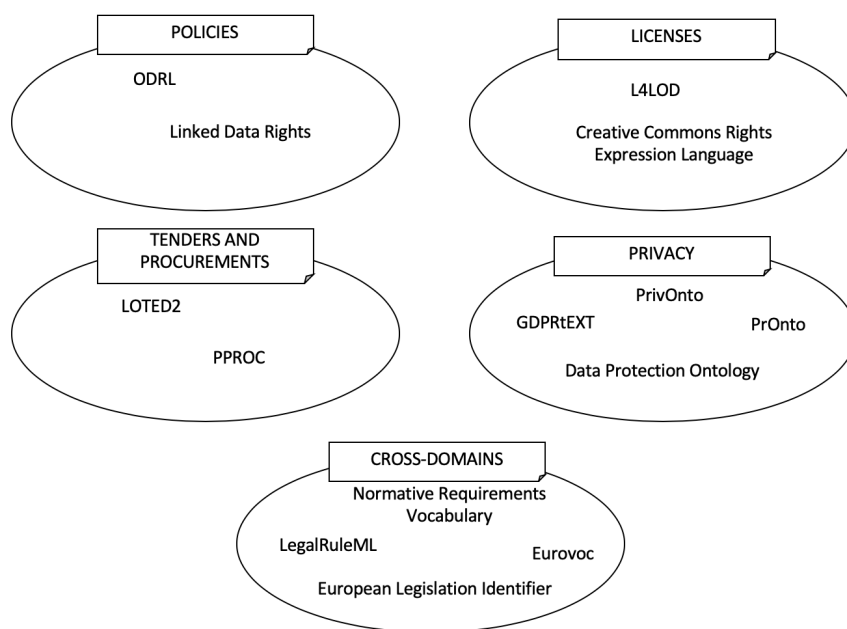 POLICIES
ODRL
Linked Data Rights
LICENSES
L4LOD
Creative Commons Rights
Expression Language
TENDERS AND
PROCUREMENTS
LOTED2
PPROC
PRIVACY
PrivOnto
GDPRtEXT
PrOnto
Data Protection Ontology
CROSS-DOMAINS
Normative Requirements
Vocabulary
LegalRuleML
Eurovoc
European Legislation Identifier